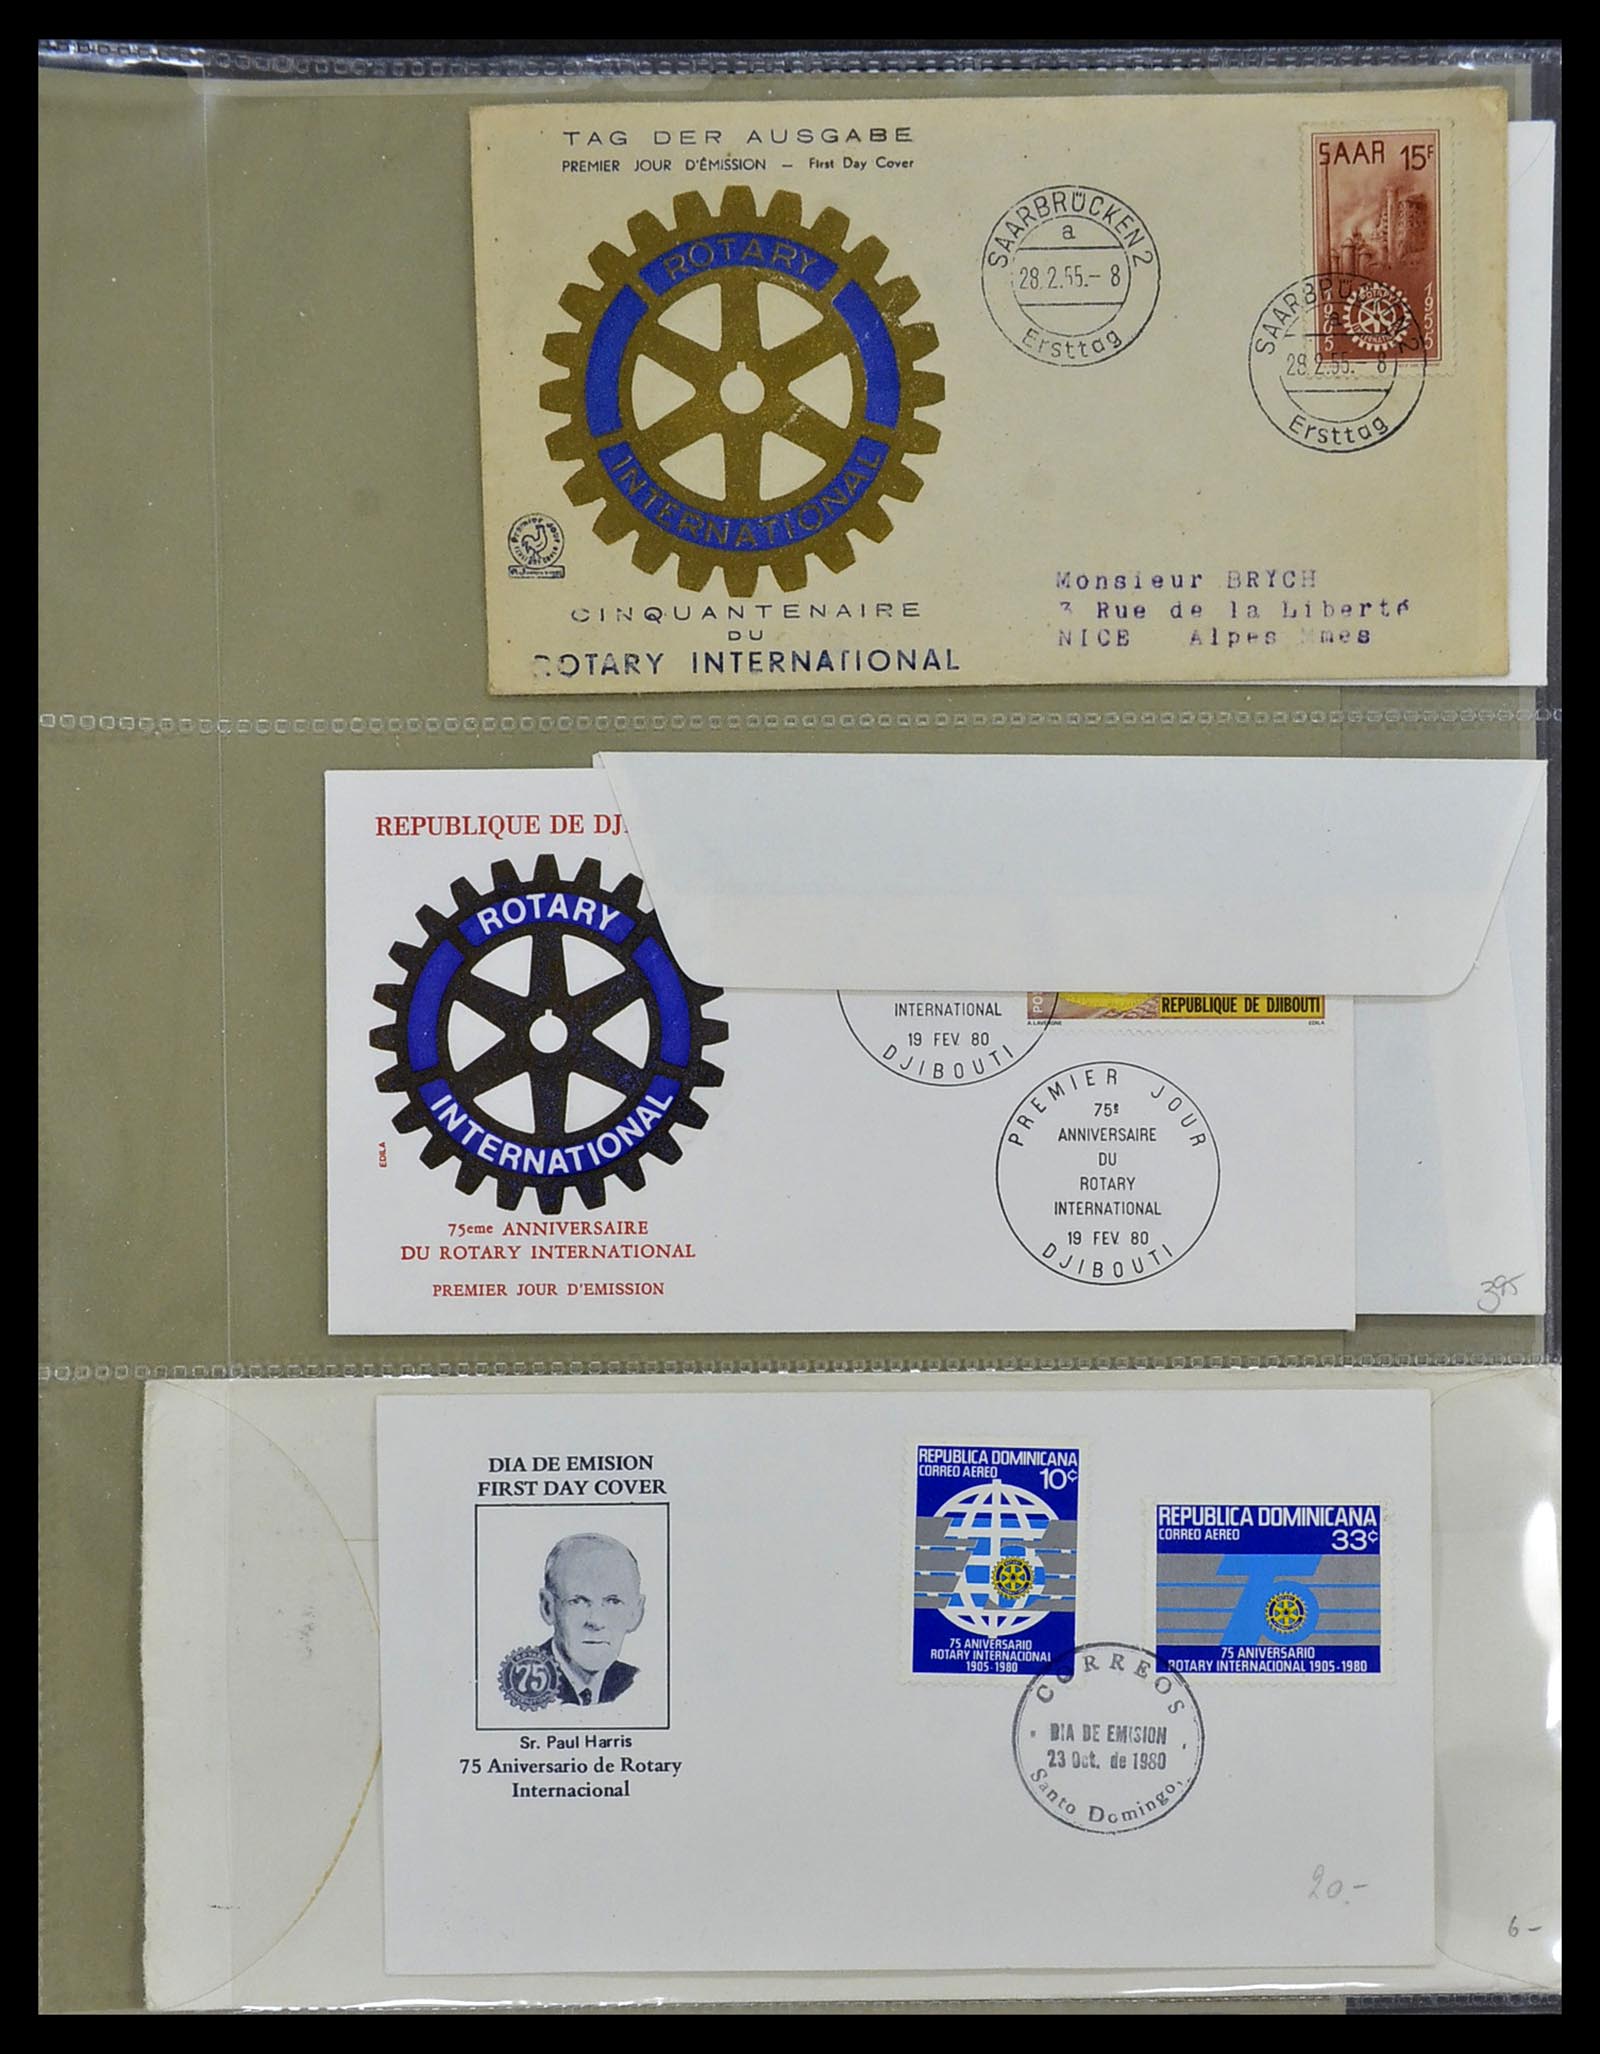 TAG DER AUSGABE
PREMIER JOUR D'ÉMISSION – First Day Cover
ROTARY
INTERNATIONAL
CINQUANTENAIRE
DU
ROTARY INTERNATIONAL
SAARBRÜCKEN 2
a
28.2.55.- 8
Ersttag
SAAR 15F
1905
1955
SAARBRÜCKEN 2
a
28.2.55.- 8
Ersttag
Monsieur BRYCH
3 Rue de la Liberté
NICE Alpes Mmes
REPUBLIQUE DE DJ
ROTARY
INTERNATIONAL
EDILA
75eme ANNIVERSAIRE
DU ROTARY INTERNATIONAL
PREMIER JOUR D'EMISSION
INTERNATIONAL
19 FEV. 80
DJIBOUTI
REPUBLIQUE DE DJIBOUTI
A. LAVERGNE
EDILA
PREMIER JOUR
75e
ANNIVERSAIRE
DU
ROTARY
INTERNATIONAL
19 FEV. 80
DJIBOUTI
395
DIA DE EMISION
FIRST DAY COVER
75
Sr. Paul Harris
75 Aniversario de Rotary
Internacional
REPUBLICA DOMINICANA
CORREO AEREO
10¢
75 ANIVERSARIO
ROTARY INTERNACIONAL
1905-1980
REPUBLICA DOMINICANA
CORREO AEREO
33¢
75
75 ANIVERSARIO
ROTARY INTERNACIONAL 1905-1980
CORREOS
DIA DE EMISION
23 Oct. de 1980
Santo Domingo,
20.-
6-